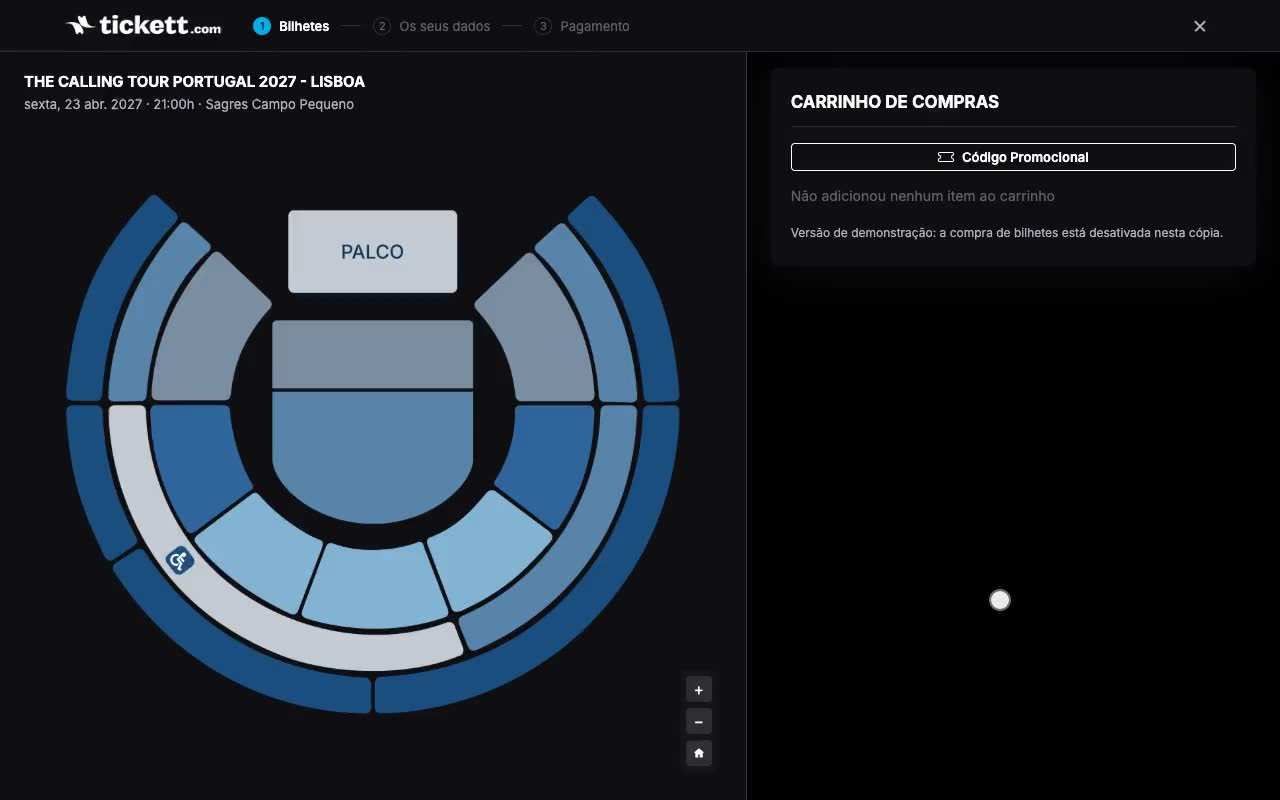 tickett.com
1 Bilhetes
2 Os seus dados
3 Pagamento
THE CALLING TOUR PORTUGAL 2027 - LISBOA
sexta, 23 abr. 2027 · 21:00h · Sagres Campo Pequeno
PALCO
CARRINHO DE COMPRAS
Código Promocional
Não adicionou nenhum item ao carrinho
Versão de demonstração: a compra de bilhetes está desativada nesta cópia.